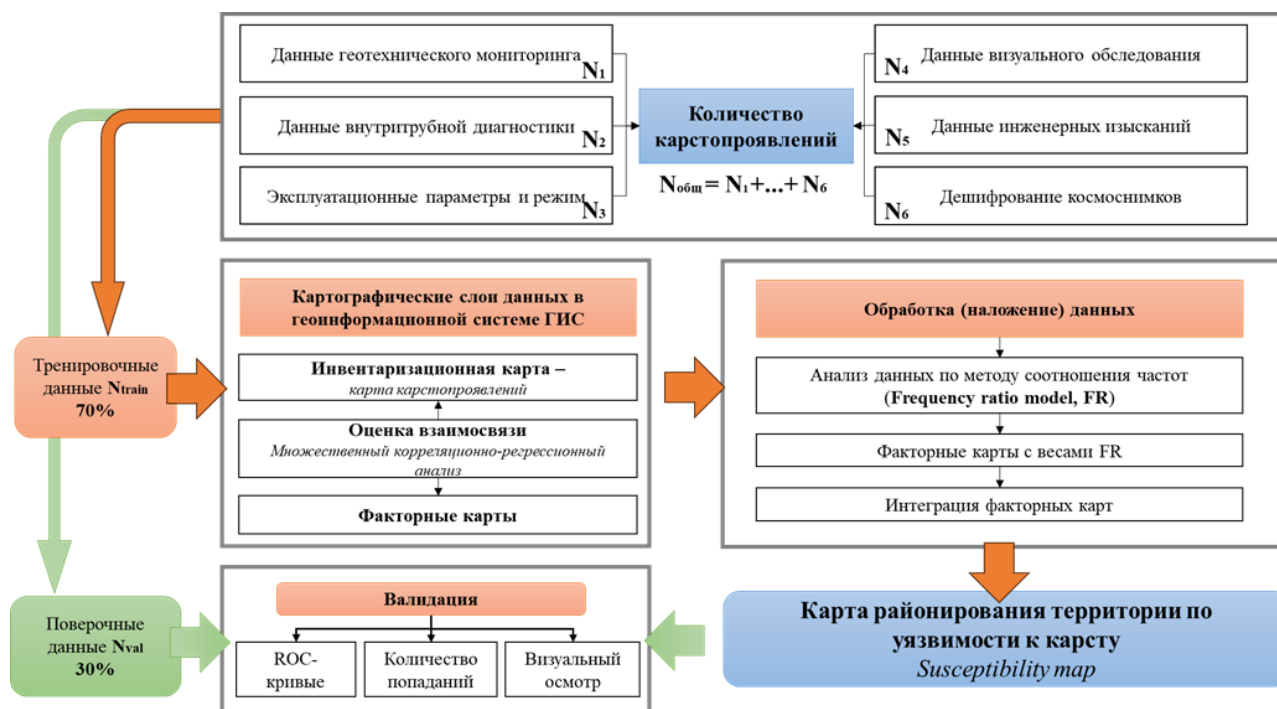 Данные геотехнического мониторинга
N1
Данные внутритрубной диагностики
N2
Эксплуатационные параметры и режим
N3
Количество
карстопроявлений
Nобщ = N1+...+ N6
N4
Данные визуального обследования
N5
Данные инженерных изысканий
N6
Дешифрование космоснимков
Тренировочные
данные Ntrain
70%
Картографические слои данных в
геоинформационной системе ГИС
Инвентаризационная карта –
карта карстопроявлений
Оценка взаимосвязи
Множественный корреляционно-регрессионный
анализ
Факторные карты
Обработка (наложение) данных
Анализ данных по методу соотношения частот
(Frequency ratio model, FR)
Факторные карты с весами FR
Интеграция факторных карт
Поверочные
данные Nval
30%
Валидация
ROC-
кривые
Количество
попаданий
Визуальный
осмотр
Карта районирования территории по
уязвимости к карсту
Susceptibility map